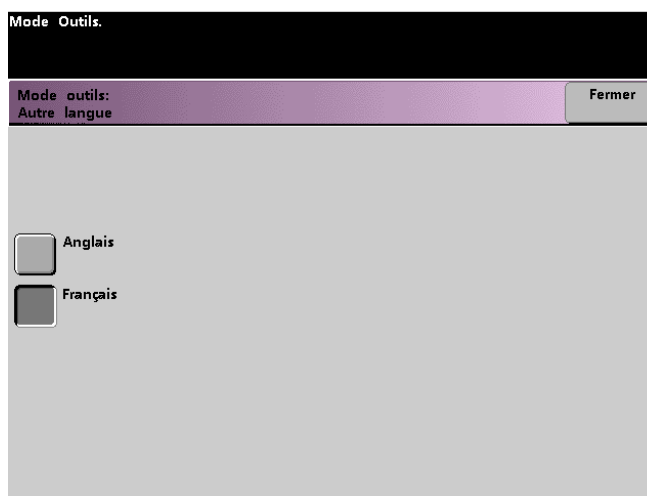 Mode Outils.
Mode outils:
Autre langue
Fermer
Anglais
Français